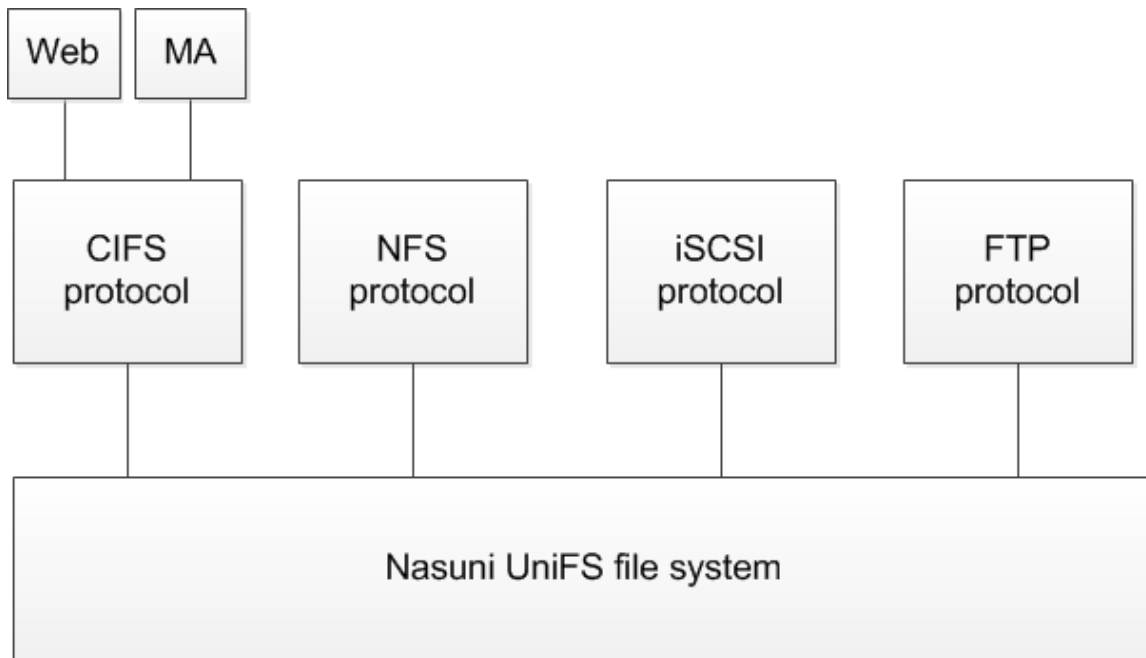 Web
MA
CIFS
protocol
NFS
protocol
iSCSI
protocol
FTP
protocol
Nasuni UniFS file system